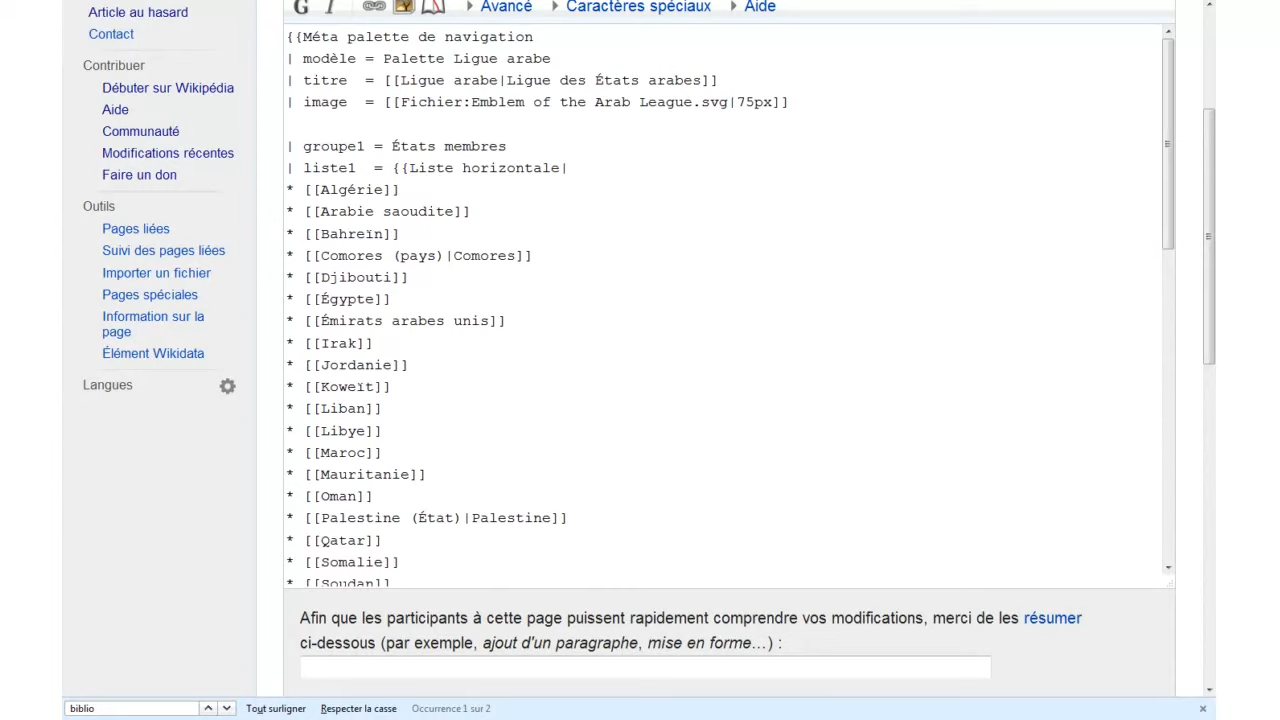 Article au hasard
Contact
Contribuer
Débuter sur Wikipédia
Aide
Communauté
Modifications récentes
Faire un don
Outils
Pages liées
Suivi des pages liées
Importer un fichier
Pages spéciales
Information sur la
page
Élément Wikidata
Langues
G I Avancé Caractères spéciaux Aide
{{Méta palette de navigation
| modèle = Palette Ligue arabe
| titre  = [[Ligue arabe|Ligue des États arabes]]
| image  = [[Fichier:Emblem of the Arab League.svg|75px]]
| groupe1 = États membres
| liste1  = {{Liste horizontale|
* [[Algérie]]
* [[Arabie saoudite]]
* [[Bahreïn]]
* [[Comores (pays)|Comores]]
* [[Djibouti]]
* [[Égypte]]
* [[Émirats arabes unis]]
* [[Irak]]
* [[Jordanie]]
* [[Koweït]]
* [[Liban]]
* [[Libye]]
* [[Maroc]]
* [[Mauritanie]]
* [[Oman]]
* [[Palestine (État)|Palestine]]
* [[Qatar]]
* [[Somalie]]
* [[Soudan]]
Afin que les participants à cette page puissent rapidement comprendre vos modifications, merci de les résumer
ci-dessous (par exemple, ajout d'un paragraphe, mise en forme…) :
biblio Tout surligner Respecter la casse Occurrence 1 sur 2